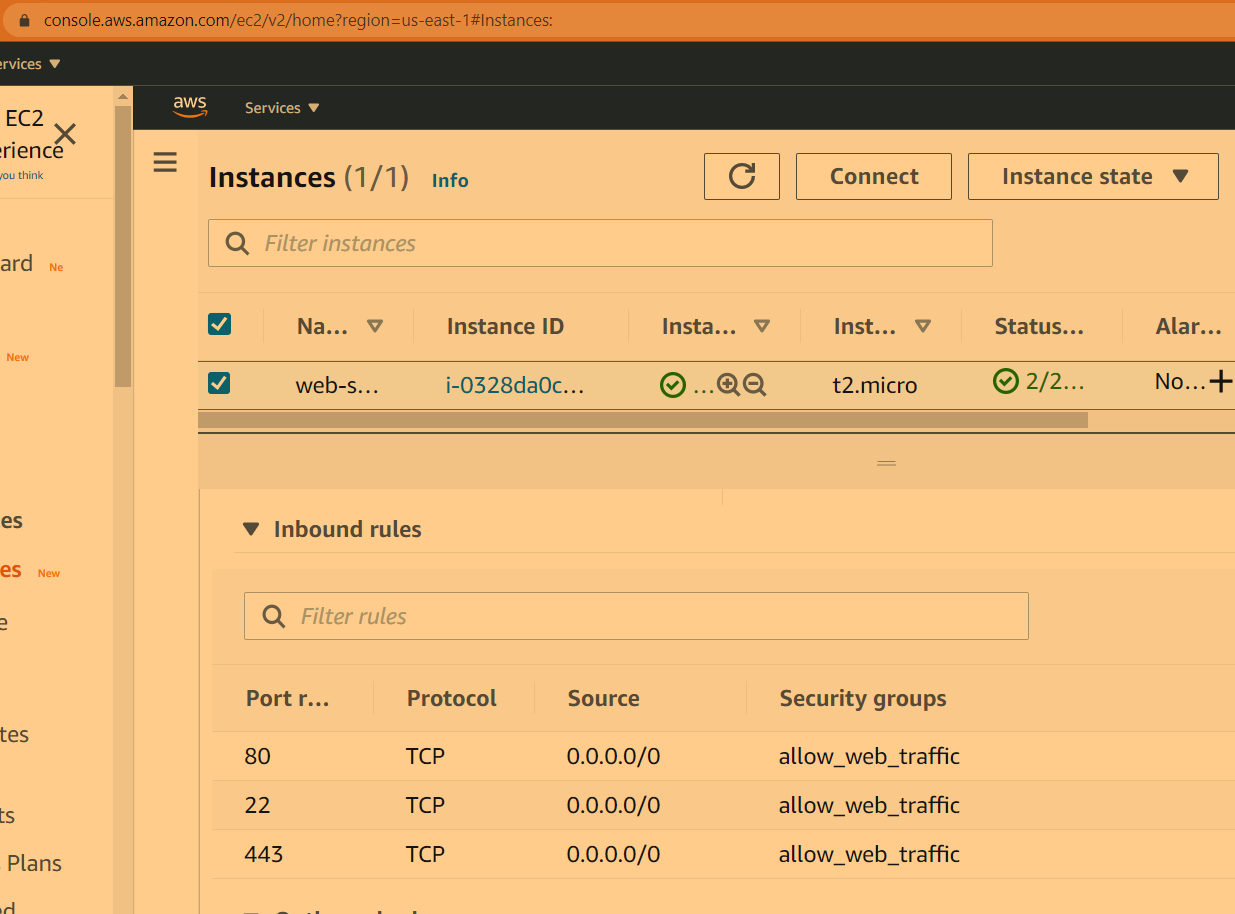 console.aws.amazon.com/ec2/v2/home?region=us-east-1#Instances:
ervices
aws Services
EC2
erience
you think
ard Ne
New
es
es New
e
tes
ts
Plans
ed
Instances (1/1) Info Connect Instance state
Filter instances
Na... Instance ID Insta... Inst... Status... Alar...
web-s... i-0328da0c... ... t2.micro 2/2... No...
Inbound rules
Filter rules
Port r... Protocol Source Security groups
80 TCP 0.0.0.0/0 allow_web_traffic
22 TCP 0.0.0.0/0 allow_web_traffic
443 TCP 0.0.0.0/0 allow_web_traffic